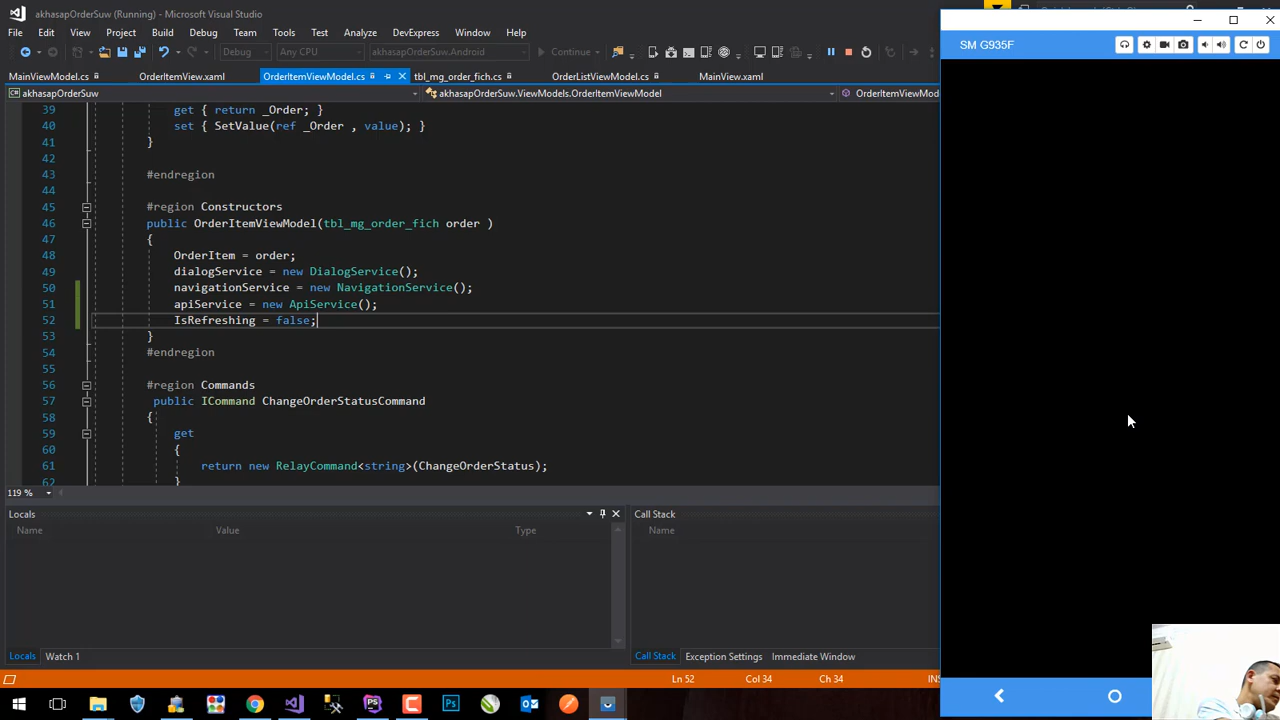 akhasapOrderSuw (Running) - Microsoft Visual Studio
File Edit View Project Build Debug Test Analyze DevExpress Window Help
Debug Any CPU akhasapOrderSuw Continue
MainViewModel.cs OrderItemView.xaml OrderItemViewModel.cs tbl_mg_order_fich.cs OrderListViewModel.cs MainView.xaml
akhasapOrderSuw akhasapOrderSuw.ViewModels.OrderItemViewModel OrderItemViewMod
39 get { return _Order; }
40 set { SetValue(ref _Order , value); }
41 }
42
43 #endregion
44
45 #region Constructors
46 public OrderItemViewModel(tbl_mg_order_fich order )
47 {
48 OrderItem = order;
49 dialogService = new DialogService();
50 navigationService = new NavigationService();
51 apiService = new ApiService();
52 IsRefreshing = false;
53 }
54 #endregion
55
56 #region Commands
57 public ICommand ChangeOrderStatusCommand
58 {
59 get
60 {
61 return new RelayCommand<string>(ChangeOrderStatus);
62 }
119 %
Locals
Name Value Type
Call Stack
Name
Locals Watch 1
Call Stack Exception Settings Immediate Window
Ln 52 Col 34 Ch 34 INS
SM G935F